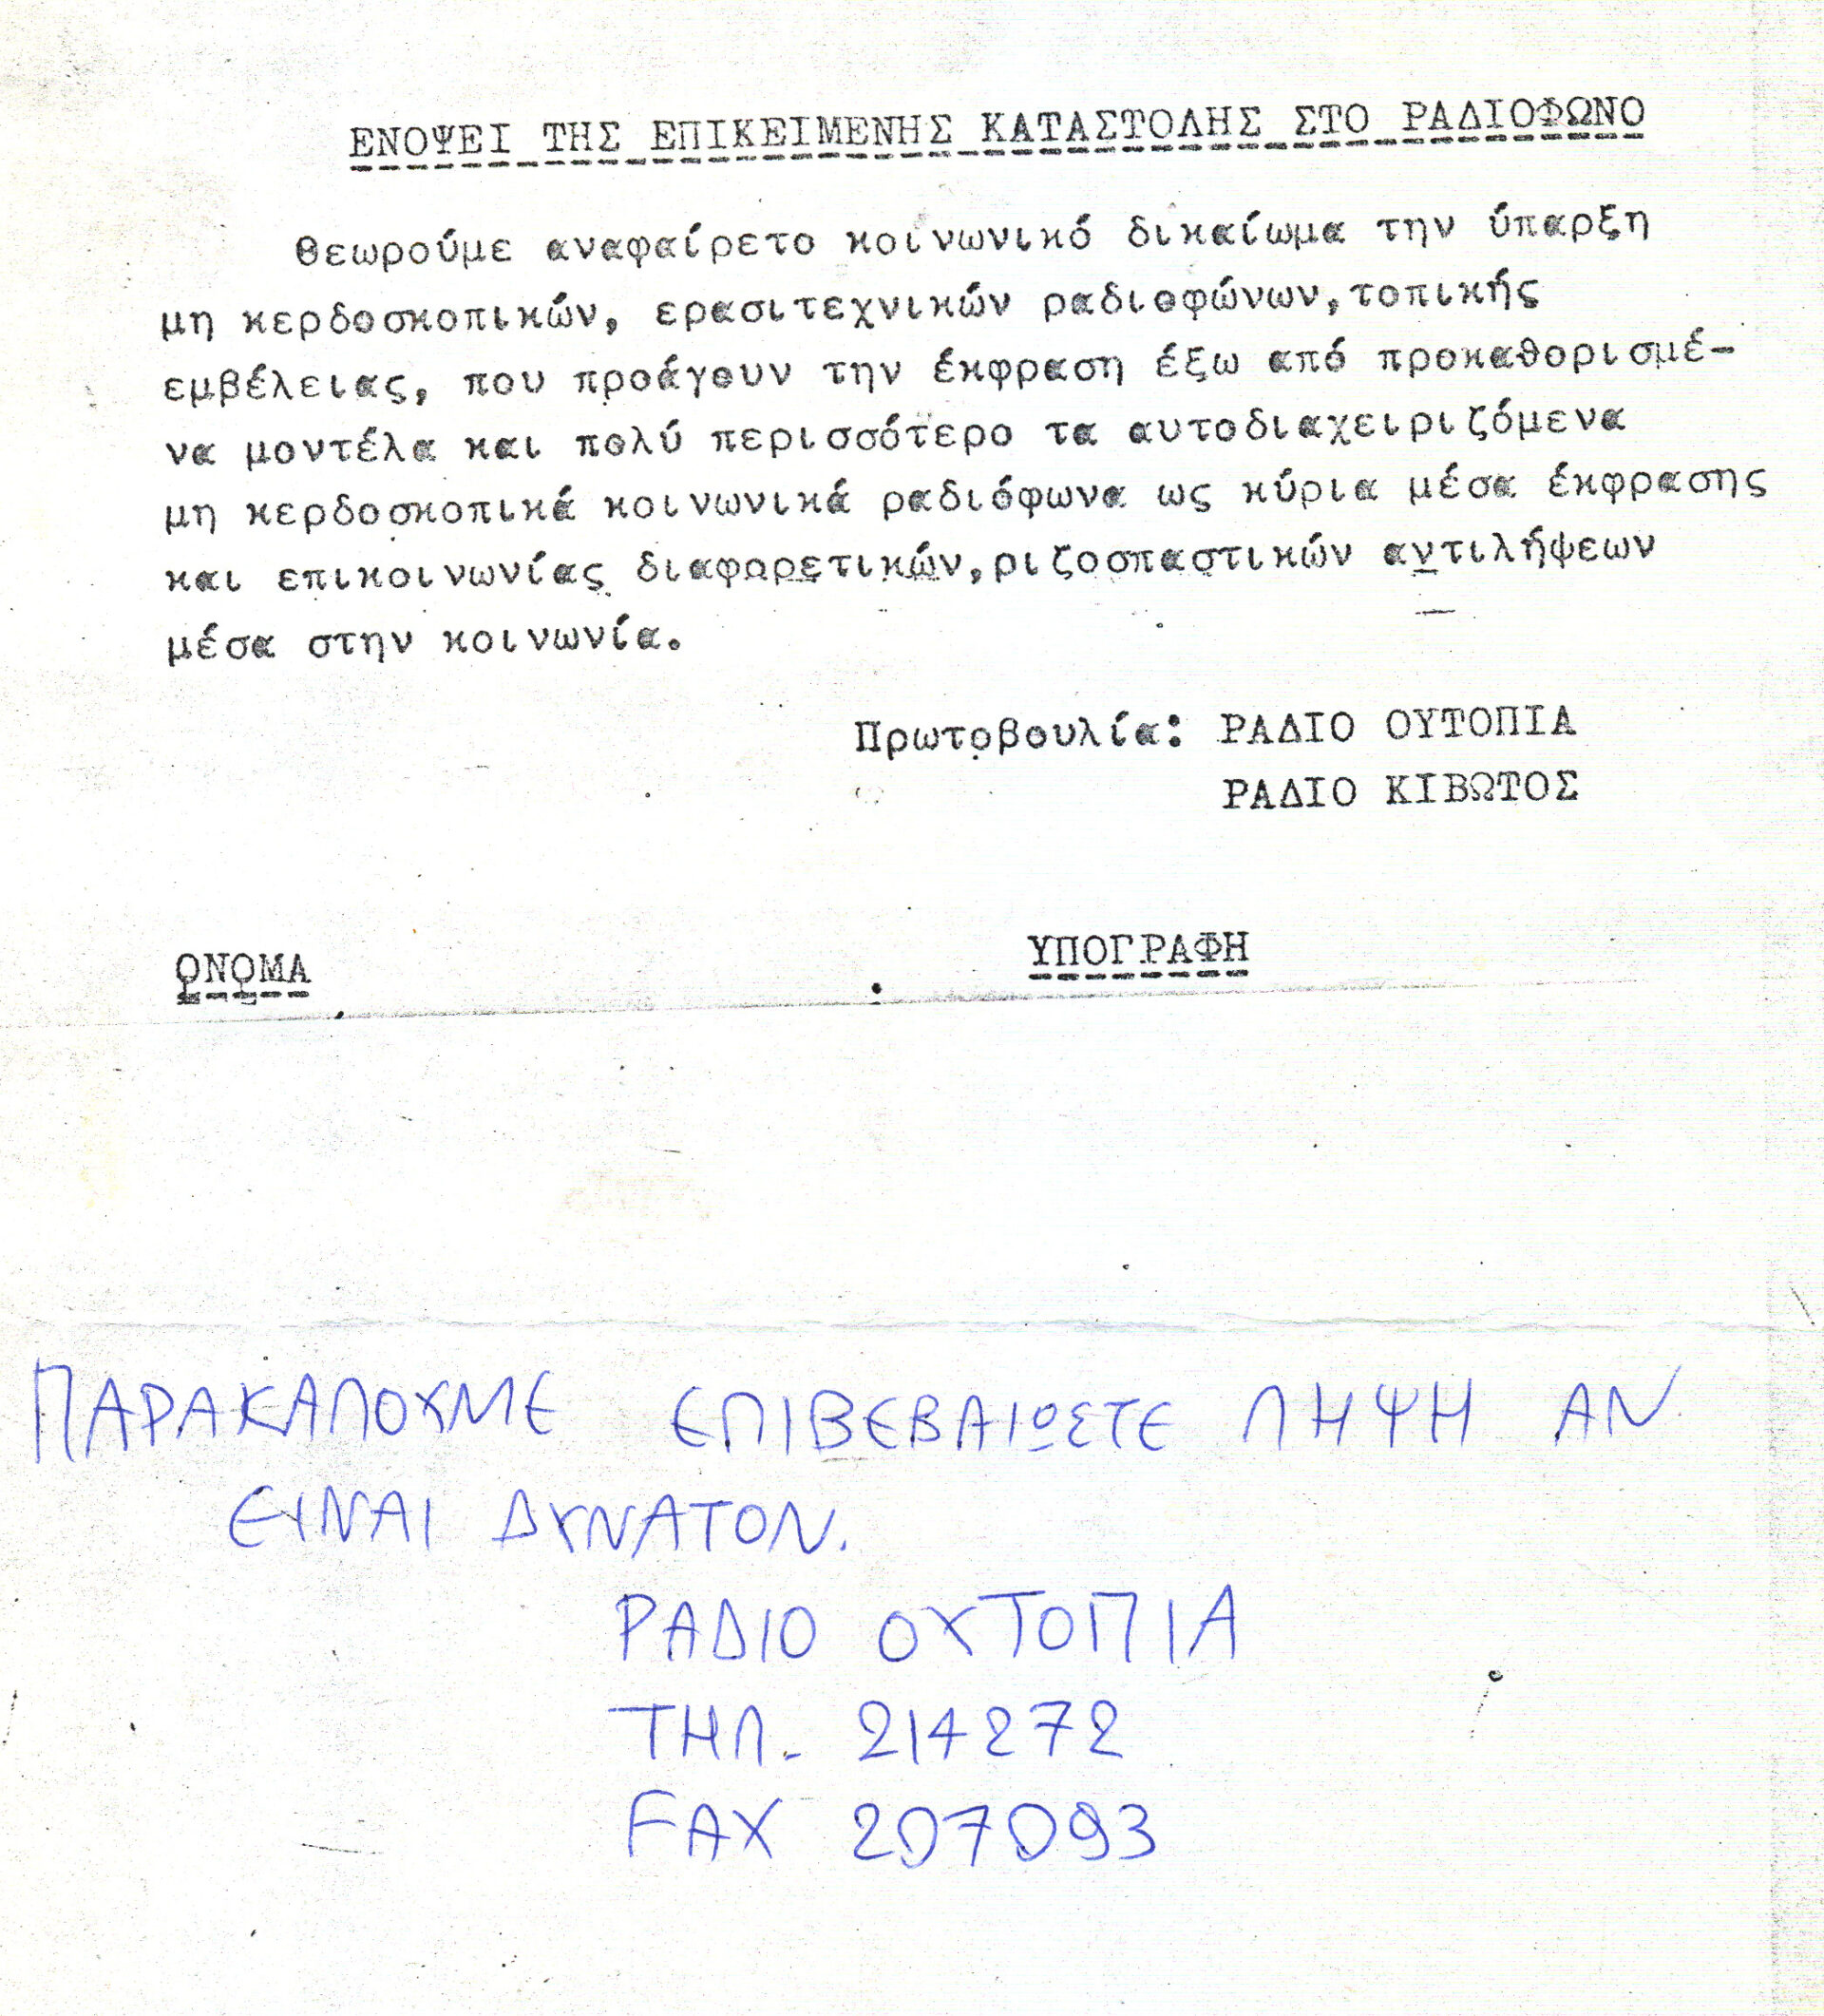 ΕΝΟΨΕΙ ΤΗΣ ΕΠΙΚΕΙΜΕΝΗΣ ΚΑΤΑΣΤΟΛΗΣ ΣΤΟ ΡΑΔΙΟΦΩΝΟ
Θεωρούμε αναφαίρετο κοινωνικό δικαίωμα την ύπαρξη
μη κερδοσκοπικών, ερασιτεχνικών ραδιοφώνων,τοπικής
εμβέλειας, που προάγουν την έκφραση έξω από προκαθορισμέ-
να μοντέλα και πολύ περισσότερο τα αυτοδιαχειριζόμενα
μη κερδοσκοπικά κοινωνικά ραδιόφωνα ως κύρια μέσα έκφρασης
και επικοινωνίας διαφορετικών,ριζοσπαστικών αντιλήψεων
μέσα στην κοινωνία.
Πρωτοβουλία: ΡΑΔΙΟ ΟΥΤΟΠΙΑ
ΡΑΔΙΟ ΚΙΒΩΤΟΣ
ΟΝΟΜΑ ΥΠΟΓΡΑΦΗ
ΠΑΡΑΚΑΛΟΥΜΕ ΕΠΙΒΕΒΑΙΩΣΤΕ ΛΗΨΗ ΑΝ
ΕΙΝΑΙ ΔΥΝΑΤΟΝ.
ΡΑΔΙΟ ΟΥΤΟΠΙΑ
ΤΗΛ. 214272
FAX 207093